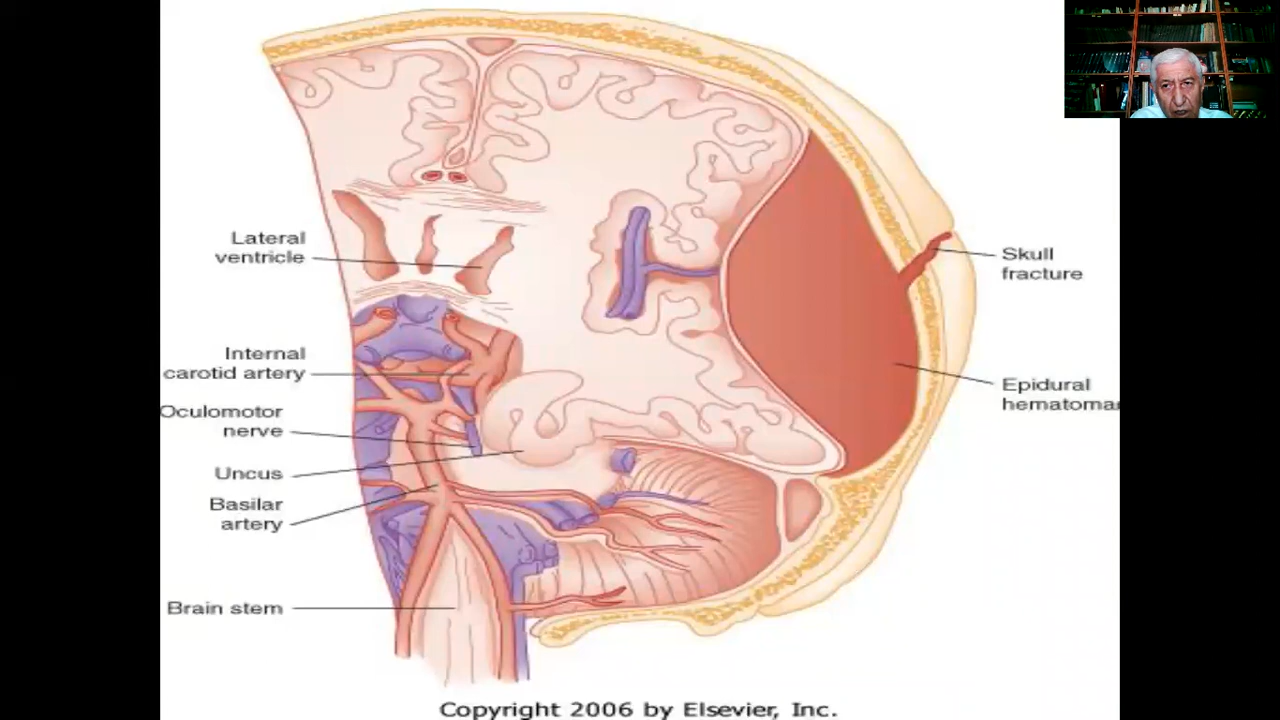 Lateral
ventricle
Internal
carotid artery
Oculomotor
nerve
Uncus
Basilar
artery
Brain stem
Skull
fracture
Epidural
hematoma
Copyright 2006 by Elsevier, Inc.